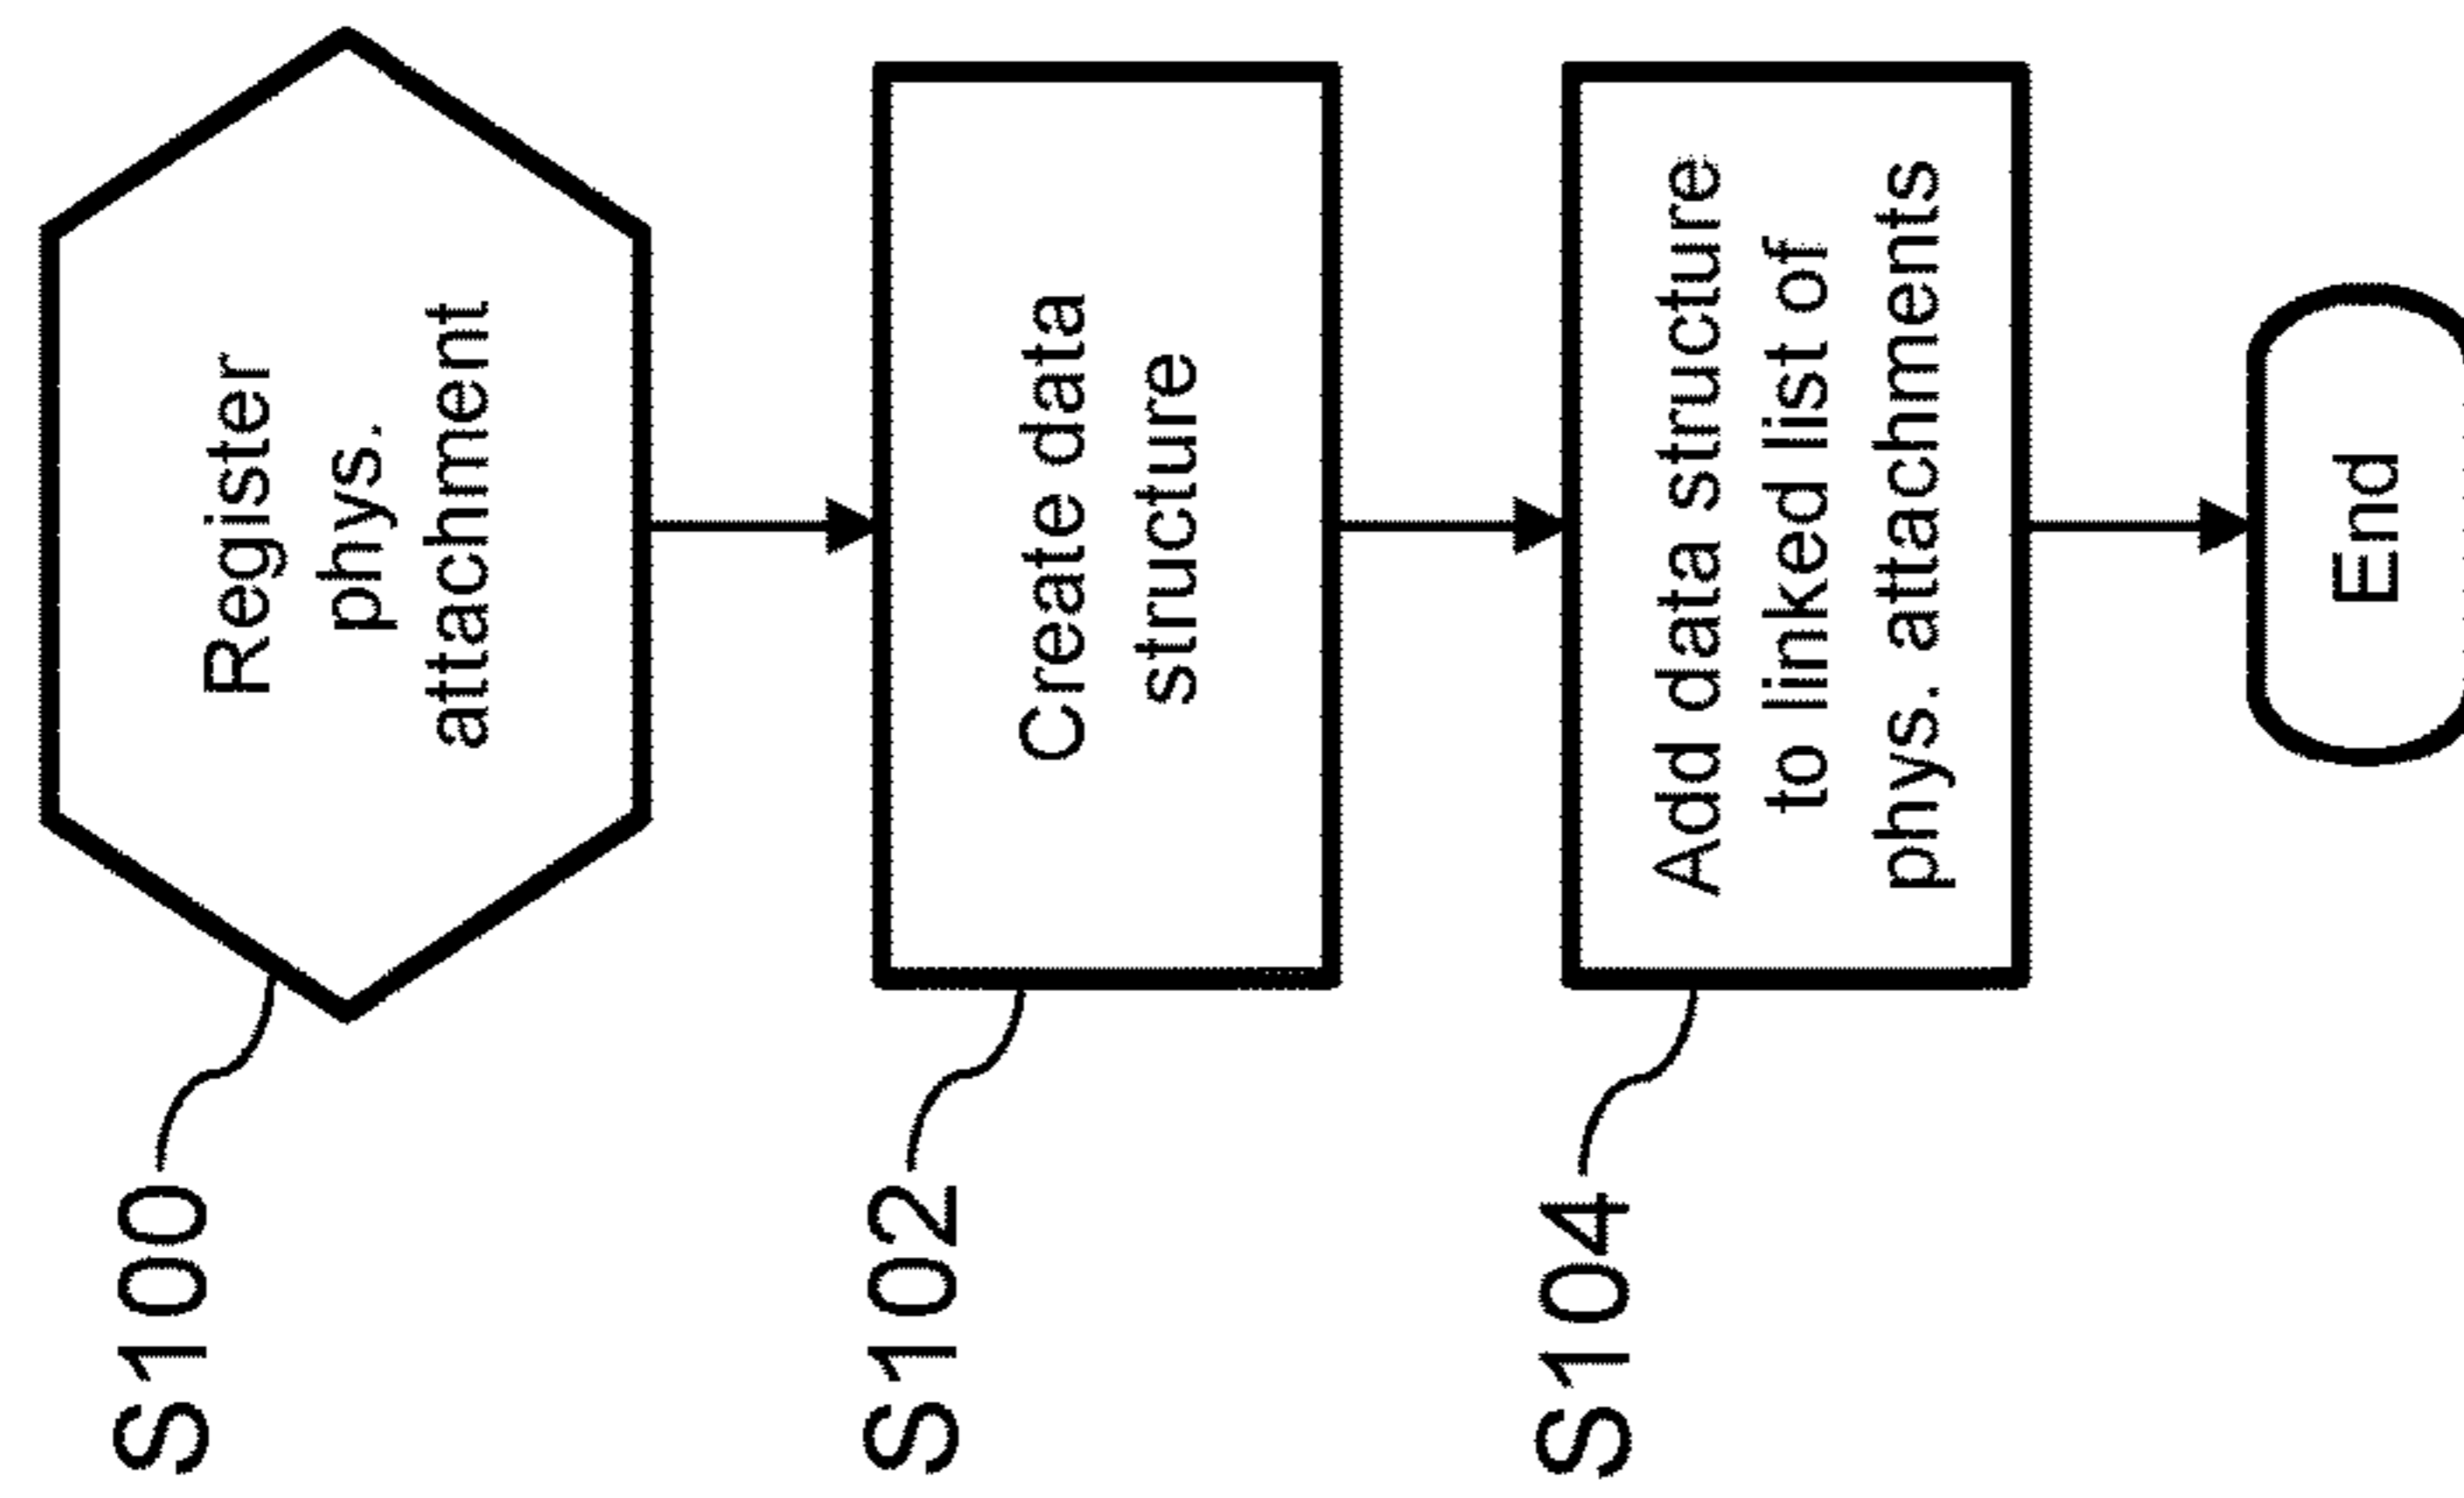 S100
Register
phys.
attachment
S102
Create data
structure
S104
Add data structure
to linked list of
phys. attachments
End